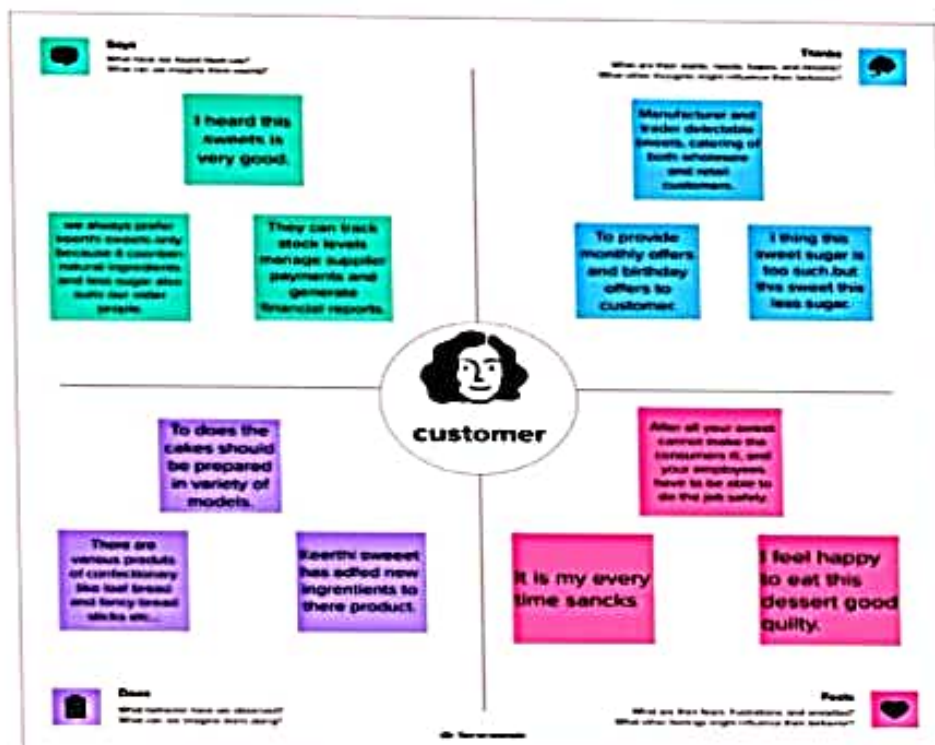 Says
What have we heard them say?
What can we imagine them saying?
Thinks
What are their wants, needs, hopes, and dreams?
What other thoughts might influence their behavior?
I heard this
sweets is
very good.
we always prefer
keerthi sweets only
because it contain
natural ingredients
and less sugar also
suits our older
people.
They can track
stock levels
manage supplier
payments and
generate
financial reports.
Manufacturer and
trader delectable
sweets, catering of
both wholesale
and retail
customers.
To provide
monthly offers
and birthday
offers to
customer.
I thing this
sweet sugar is
too such.but
this sweet this
less sugar.
customer
To does the
cakes should
be prepared
in variety of
models.
There are
various produts
of confectionary
like loaf bread
and fancy bread
sticks etc...
Keerthi sweeet
has adfed new
ingrentients to
there product.
After all your sweet
cannot make the
consumers ill, and
your employees
have to be able to
do the job safely
It is my every
time sancks
I feel happy
to eat this
dessert good
quilty.
Does
What behavior have we observed?
What can we imagine them doing?
Feels
What are their fears, frustrations, and anxieties?
What other feelings might influence their behavior?